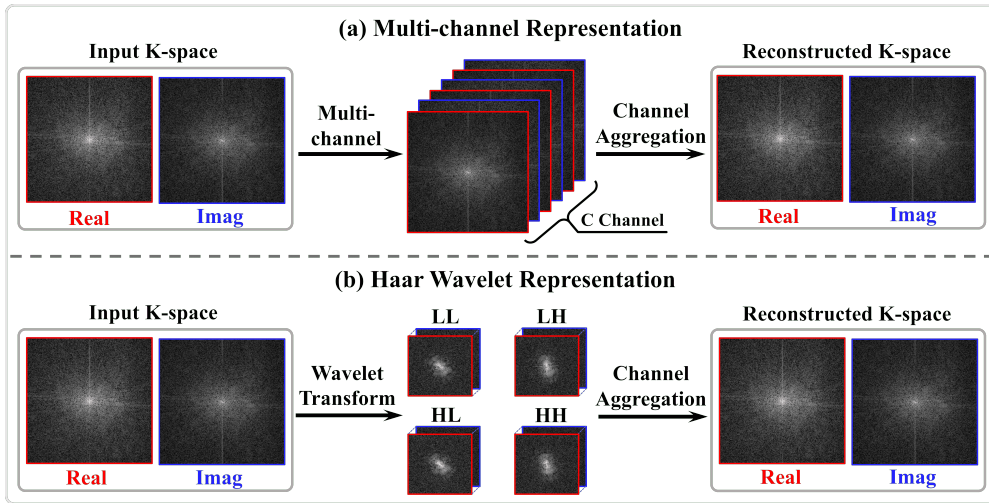 (a) Multi-channel Representation
Input K-space
Reconstructed K-space
Multi-
channel
Channel
Aggregation
Real
Imag
C Channel
Real
Imag
(b) Haar Wavelet Representation
Input K-space
Reconstructed K-space
LL
LH
Wavelet
Transform
Channel
Aggregation
HL
HH
Real
Imag
Real
Imag